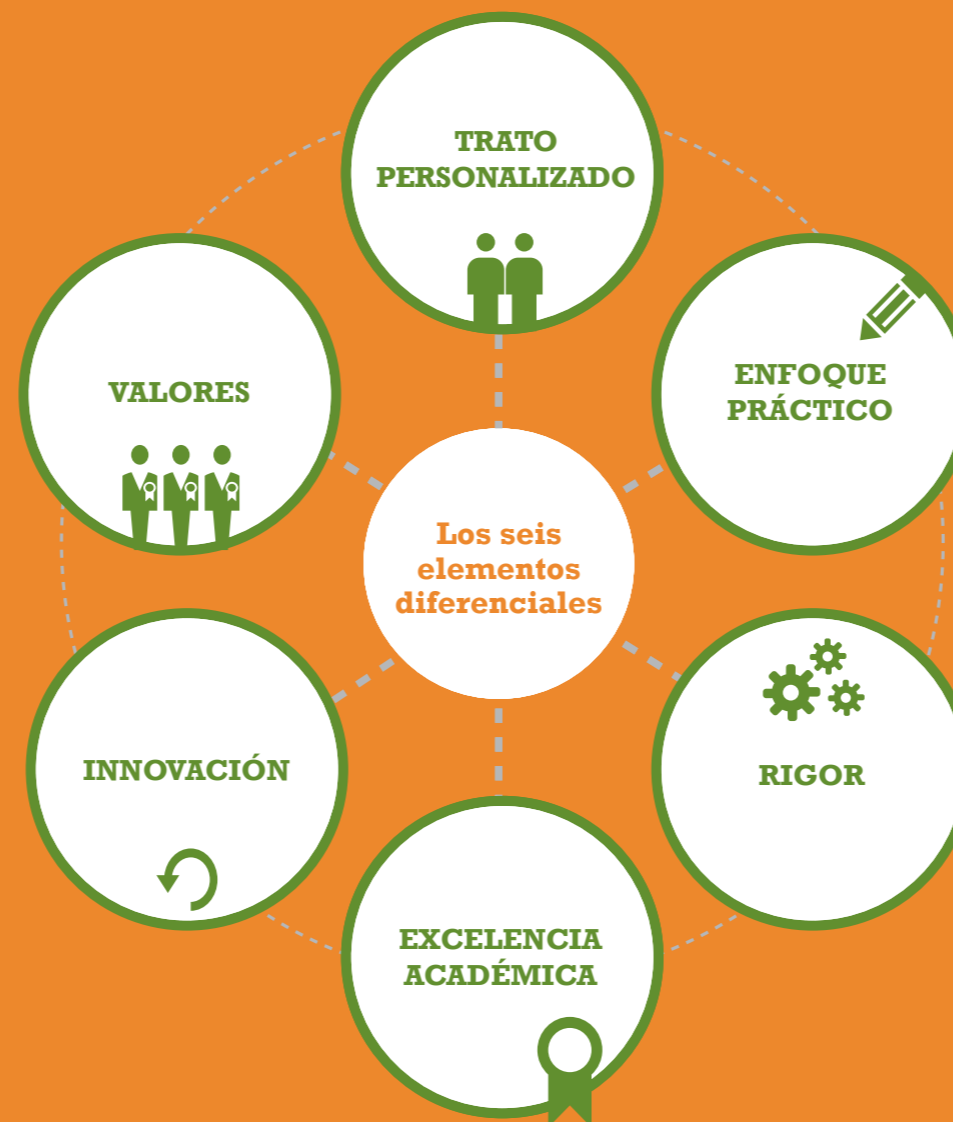 TRATO
PERSONALIZADO
ENFOQUE
PRÁCTICO
VALORES
Los seis
elementos
diferenciales
INNOVACIÓN
RIGOR
EXCELENCIA
ACADÉMICA